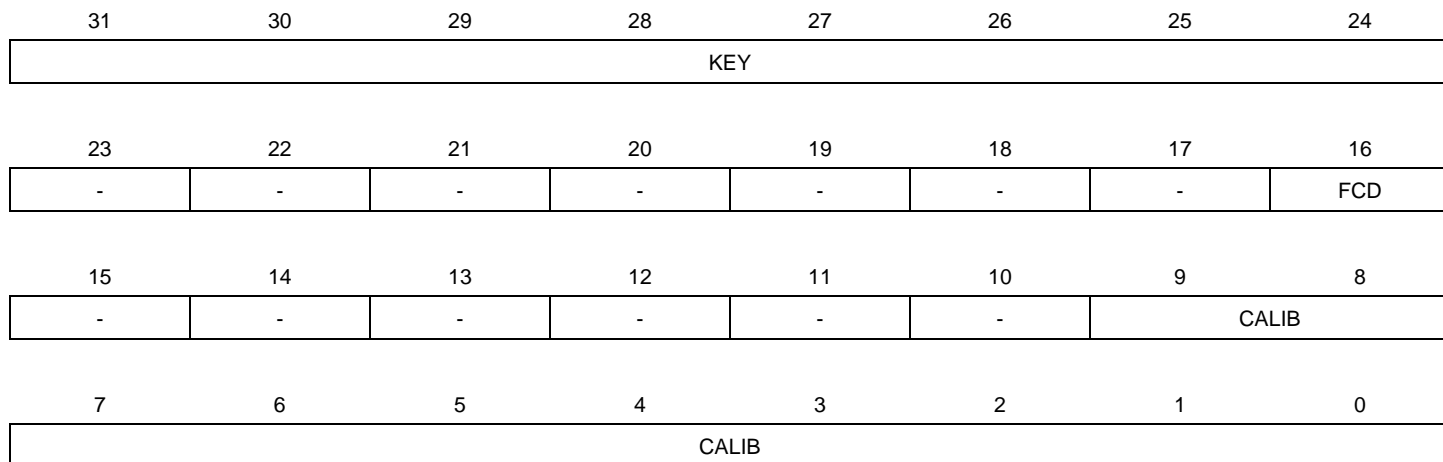 31 30 29 28 27 26 25 24
KEY
23 22 21 20 19 18 17 16
- - - - - - - FCD
15 14 13 12 11 10 9 8
- - - - - - CALIB
7 6 5 4 3 2 1 0
CALIB